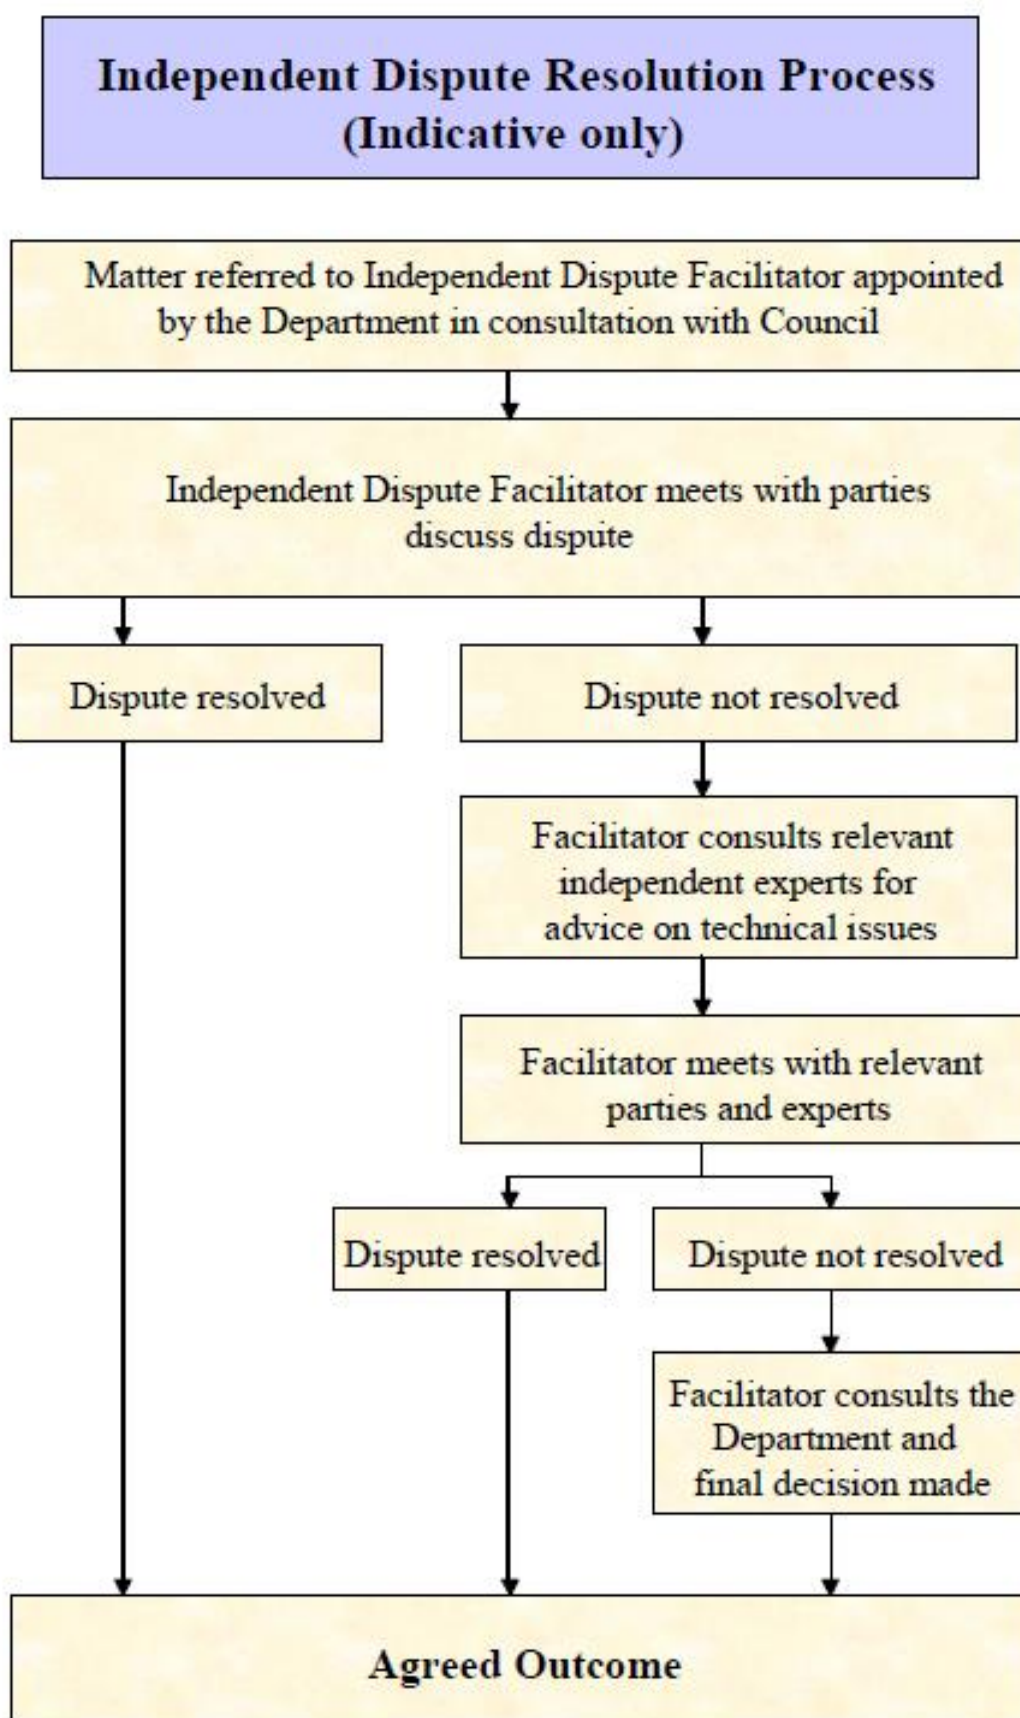 Independent Dispute Resolution Process
(Indicative only)
Matter referred to Independent Dispute Facilitator appointed
by the Department in consultation with Council
Independent Dispute Facilitator meets with parties
discuss dispute
Dispute resolved
Dispute not resolved
Facilitator consults relevant
independent experts for
advice on technical issues
Facilitator meets with relevant
parties and experts
Dispute resolved
Dispute not resolved
Facilitator consults the
Department and
final decision made
Agreed Outcome